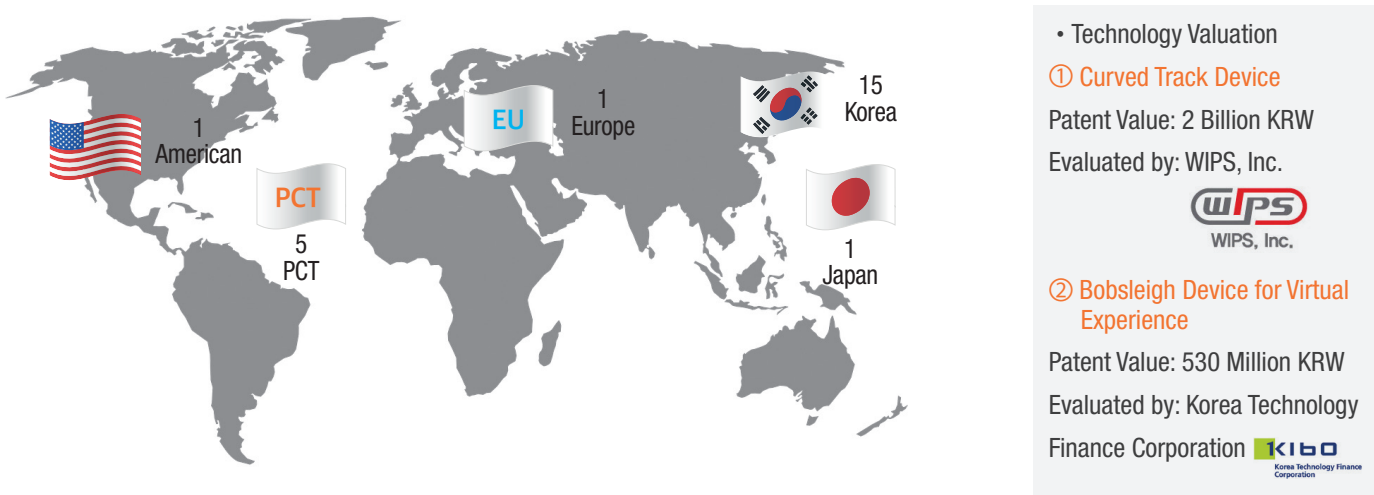 1
American
PCT
5
PCT
EU
1
Europe
15
Korea
1
Japan
• Technology Valuation
① Curved Track Device
Patent Value: 2 Billion KRW
Evaluated by: WIPS, Inc.
WIPS
WIPS, Inc.
② Bobsleigh Device for Virtual
Experience
Patent Value: 530 Million KRW
Evaluated by: Korea Technology
Finance Corporation
KIBO
Korea Technology Finance
Corporation